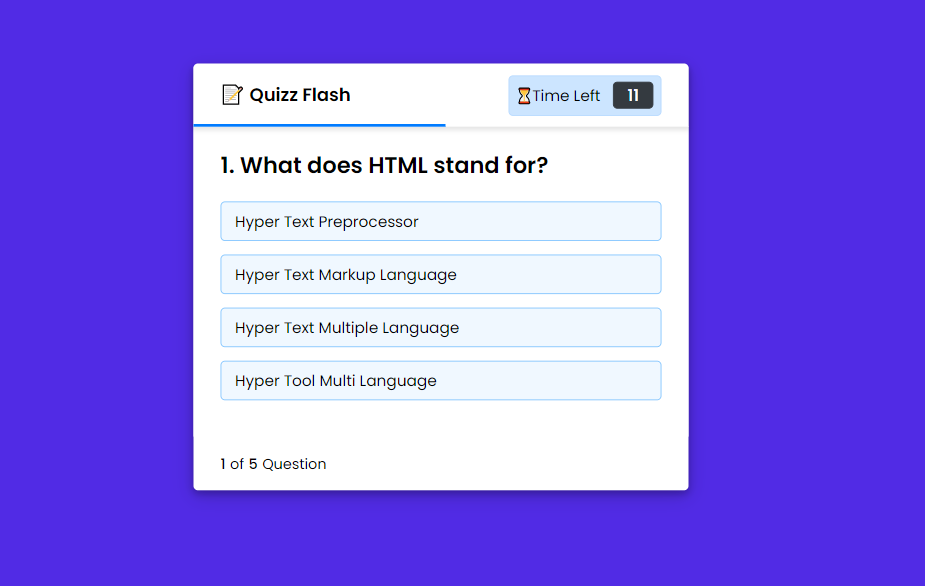 📝 Quizz Flash
⌛Time Left 11
1. What does HTML stand for?
Hyper Text Preprocessor
Hyper Text Markup Language
Hyper Text Multiple Language
Hyper Tool Multi Language
1 of 5 Question